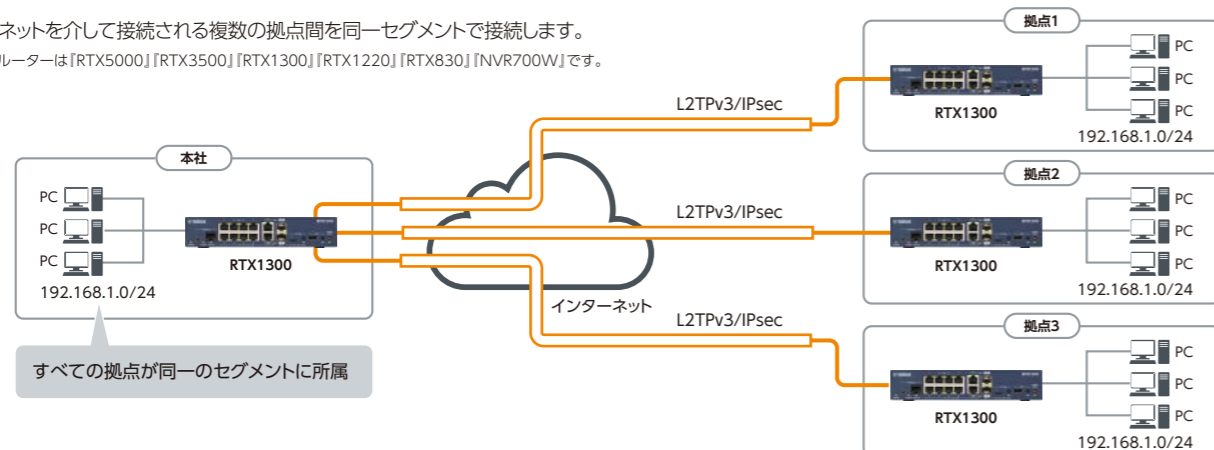 ネットを介して接続される複数の拠点間を同一セグメントで接続します。
ルーターは『RTX5000』『RTX3500』『RTX1300』『RTX1220』『RTX830』『NVR700W』です。
本社
PC
PC
PC
192.168.1.0/24
RTX1300
すべての拠点が同一のセグメントに所属
インターネット
L2TPv3/IPsec
L2TPv3/IPsec
L2TPv3/IPsec
拠点1
RTX1300
PC
PC
PC
192.168.1.0/24
拠点2
RTX1300
PC
PC
PC
192.168.1.0/24
拠点3
RTX1300
PC
PC
PC
192.168.1.0/24